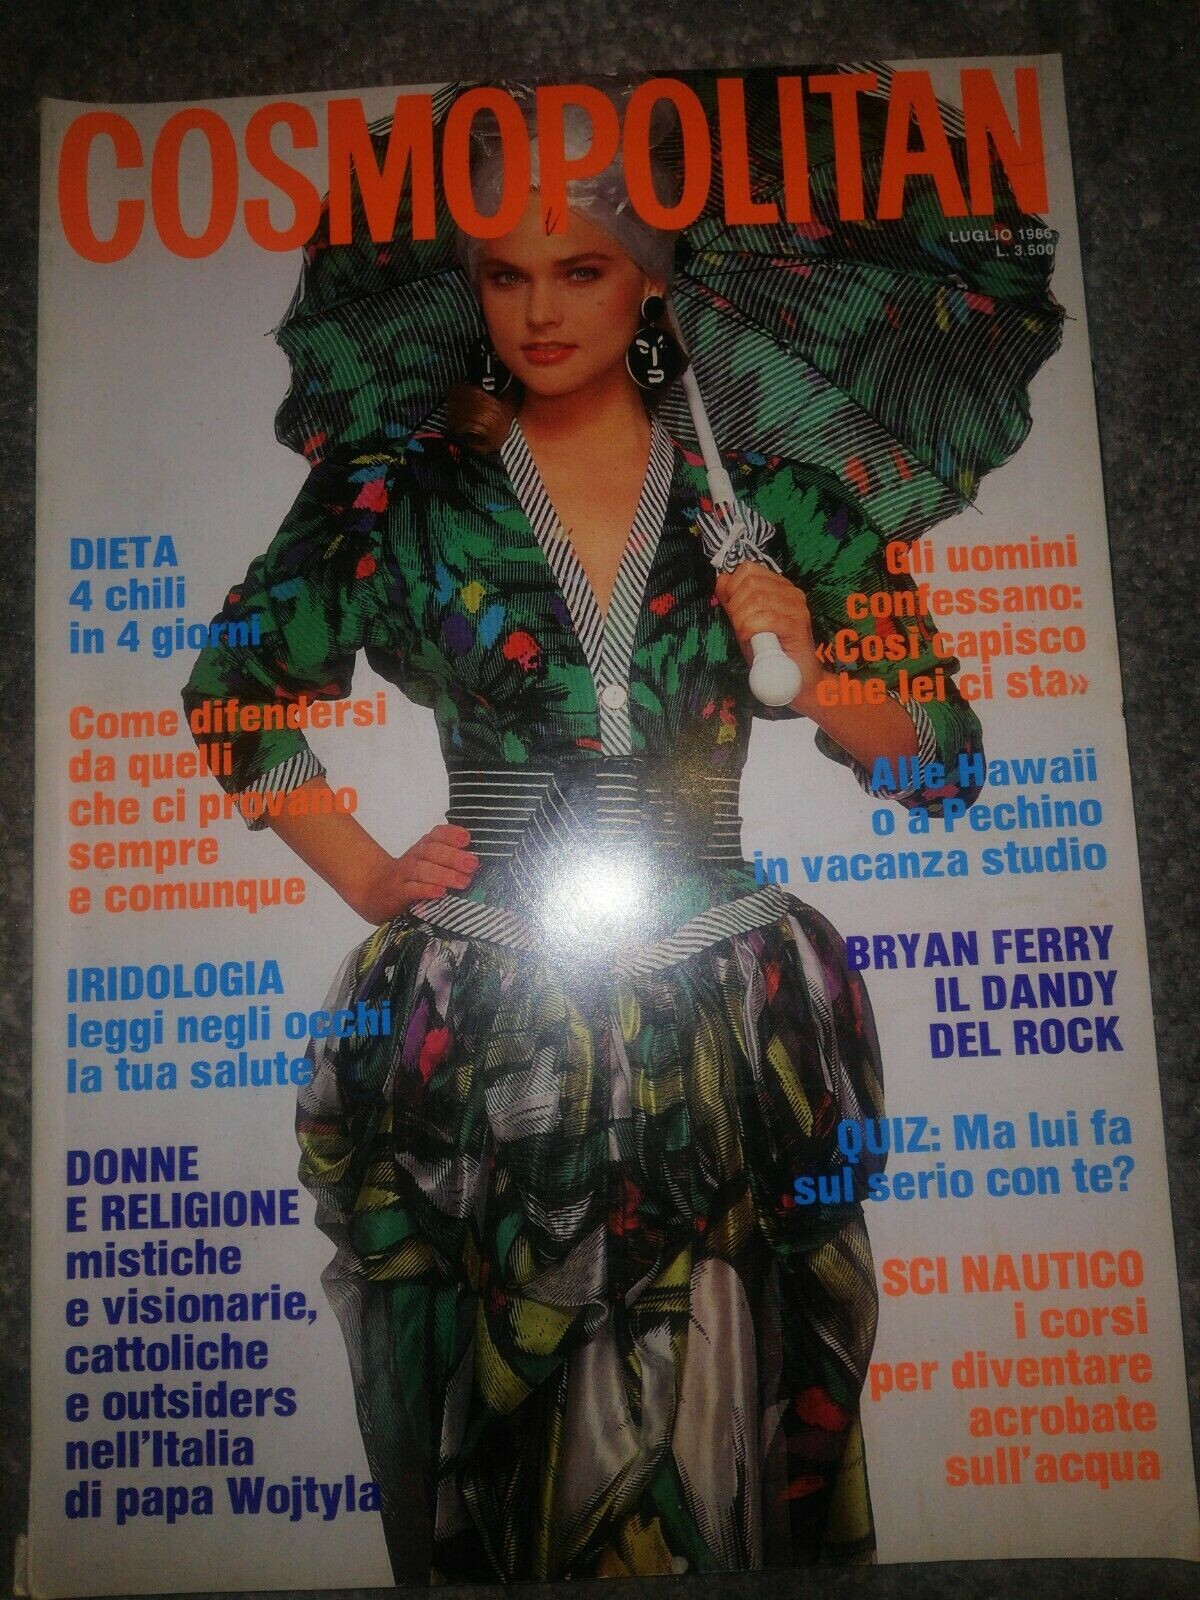 COSMOPOLITAN
LUGLIO 1986
L. 3.500
DIETA
4 chili
in 4 giorni
Come difendersi
da quelli
che ci provano
sempre
e comunque
IRIDOLOGIA
leggi negli occhi
la tua salute
DONNE
E RELIGIONE
mistiche
e visionarie,
cattoliche
e outsiders
nell'Italia
di papa Wojtyla
Gli uomini
confessano:
«Così capisco
che lei ci sta»
Alle Hawaii
o a Pechino
in vacanza studio
BRYAN FERRY
IL DANDY
DEL ROCK
QUIZ: Ma lui fa
sul serio con te?
SCI NAUTICO
i corsi
per diventare
acrobate
sull'acqua